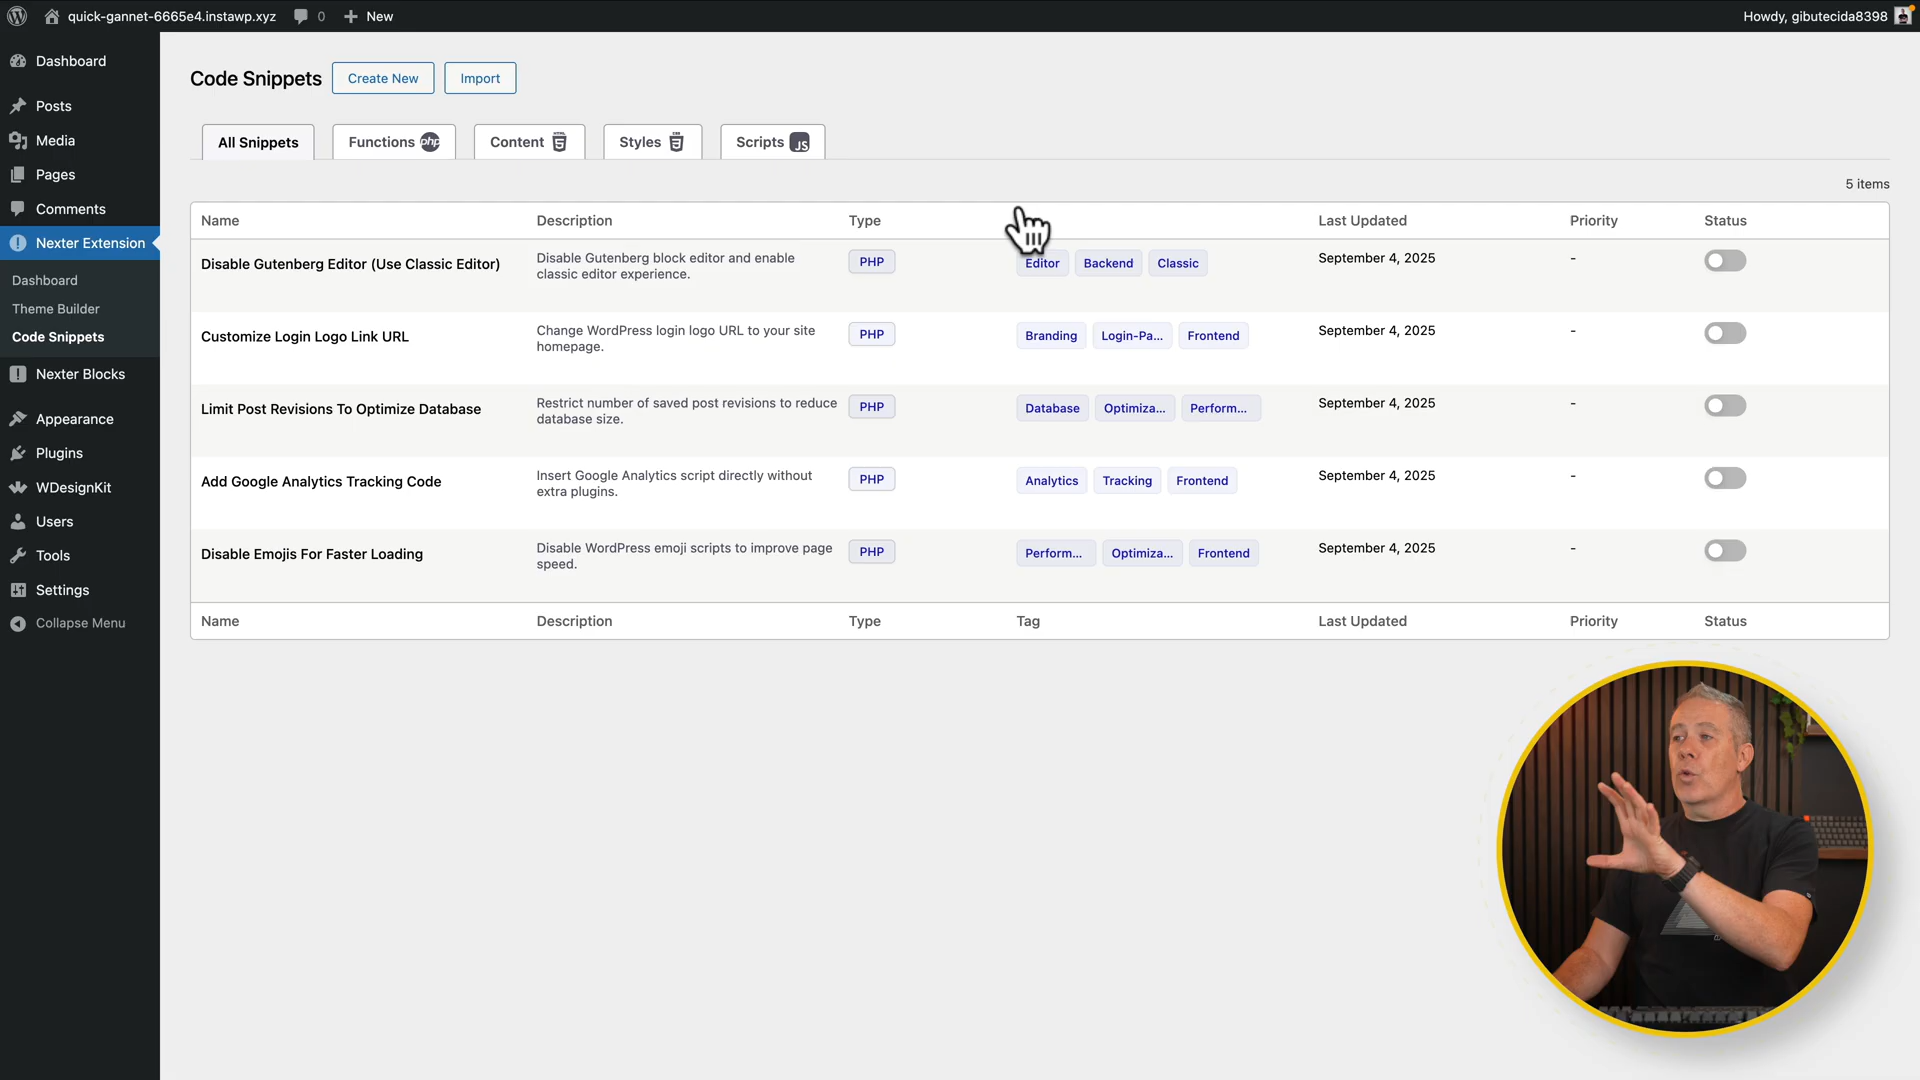 quick-gannet-6665e4.instawp.xyz 0 New Howdy, gibutecida8398
Dashboard
Posts
Media
Pages
Comments
Nexter Extension
Dashboard
Theme Builder
Code Snippets
Nexter Blocks
Appearance
Plugins
WDesignKit
Users
Tools
Settings
Collapse Menu
Code Snippets Create New Import
All Snippets Functions php Content Styles Scripts JS
5 items
Name Description Type Last Updated Priority Status
Disable Gutenberg Editor (Use Classic Editor) Disable Gutenberg block editor and enable PHP Editor Backend Classic September 4, 2025 -
classic editor experience.
Customize Login Logo Link URL Change WordPress login logo URL to your site PHP Branding Login-Pa... Frontend September 4, 2025 -
homepage.
Limit Post Revisions To Optimize Database Restrict number of saved post revisions to reduce PHP Database Optimiza... Perform... September 4, 2025 -
database size.
Add Google Analytics Tracking Code Insert Google Analytics script directly without PHP Analytics Tracking Frontend September 4, 2025 -
extra plugins.
Disable Emojis For Faster Loading Disable WordPress emoji scripts to improve page PHP Perform... Optimiza... Frontend September 4, 2025 -
speed.
Name Description Type Tag Last Updated Priority Status